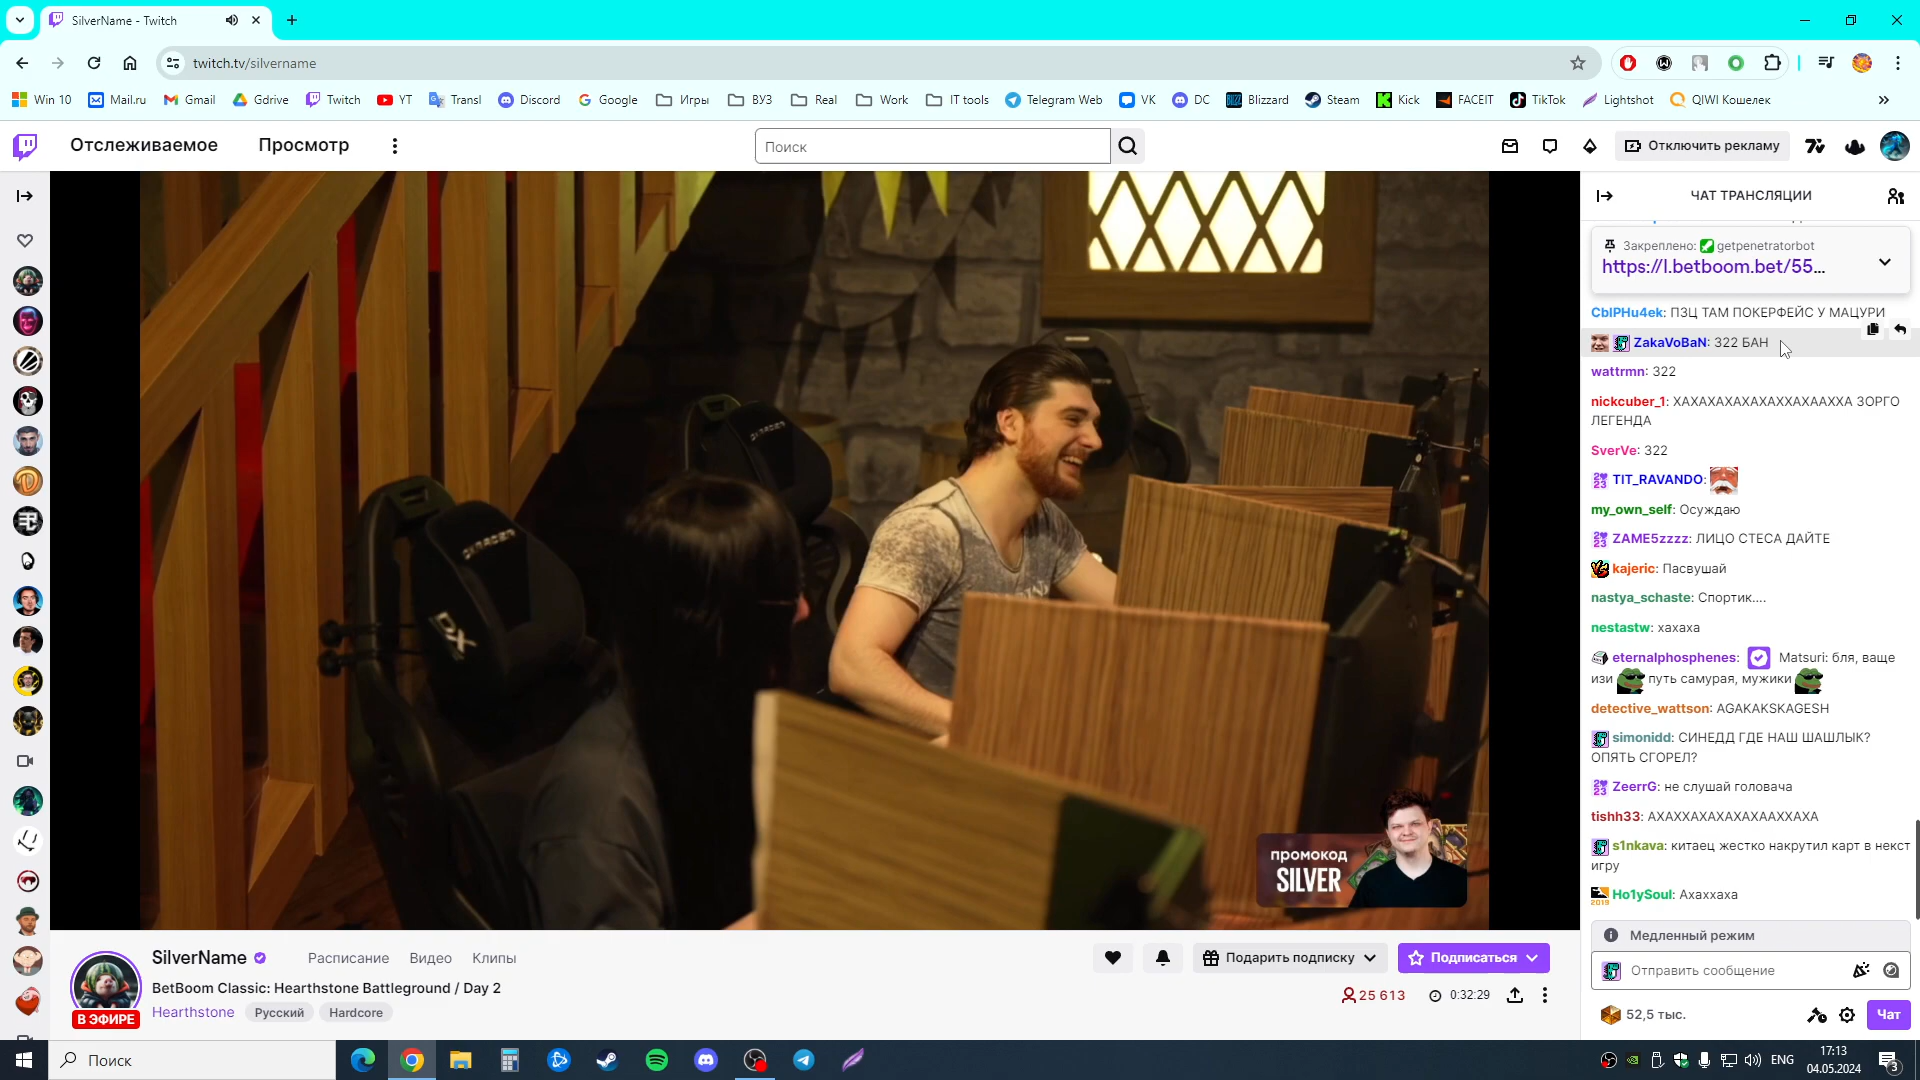 SilverName - Twitch
twitch.tv/silvername
Win 10
Mail.ru
Gmail
Gdrive
Twitch
YT
Transl
Discord
Google
Игры
ВУЗ
Real
Work
IT tools
Telegram Web
VK
DC
Blizzard
Steam
Kick
FACEIT
TikTok
Lightshot
QIWI Кошелек
Отслеживаемое
Просмотр
Поиск
Отключить рекламу
ЧАТ ТРАНСЛЯЦИИ
Закреплено: getpenetratorbot
https://l.betboom.bet/55...
CblPHu4ek: ПЗЦ ТАМ ПОКЕРФЕЙС У МАЦУРИ
ZakaVoBaN: 322 БАН
wattrmn: 322
nickcuber_1: ХАХАХАХАХАХАХХАХААХХА ЗОРГО
ЛЕГЕНДА
SverVe: 322
TIT_RAVANDO:
my_own_self: Осуждаю
ZAME5zzzz: ЛИЦО СТЕСА ДАЙТЕ
kajeric: Пасвушай
nastya_schaste: Спортик....
nestastw: хахаха
eternalphosphenes: Matsuri: бля, ваще
изи путь самурая, мужики
detective_wattson: AGAKAKSKAGESH
simonidd: СИНЕДД ГДЕ НАШ ШАШЛЫК?
ОПЯТЬ СГОРЕЛ?
ZeerrG: не слушай головача
tishh33: АХАХХАХАХАХАХААХХАХА
s1nkava: китаец жестко накрутил карт в некст
игру
Ho1ySoul: Ахаххаха
Медленный режим
Отправить сообщение
52,5 тыс.
Чат
DXRACER
DXRACER
DX
промокод
SILVER
SilverName
Расписание
Видео
Клипы
Подарить подписку
Подписаться
BetBoom Classic: Hearthstone Battleground / Day 2
Hearthstone
Русский
Hardcore
В ЭФИРЕ
25 613
0:32:29
Поиск
ENG
17:13
04.05.2024
3